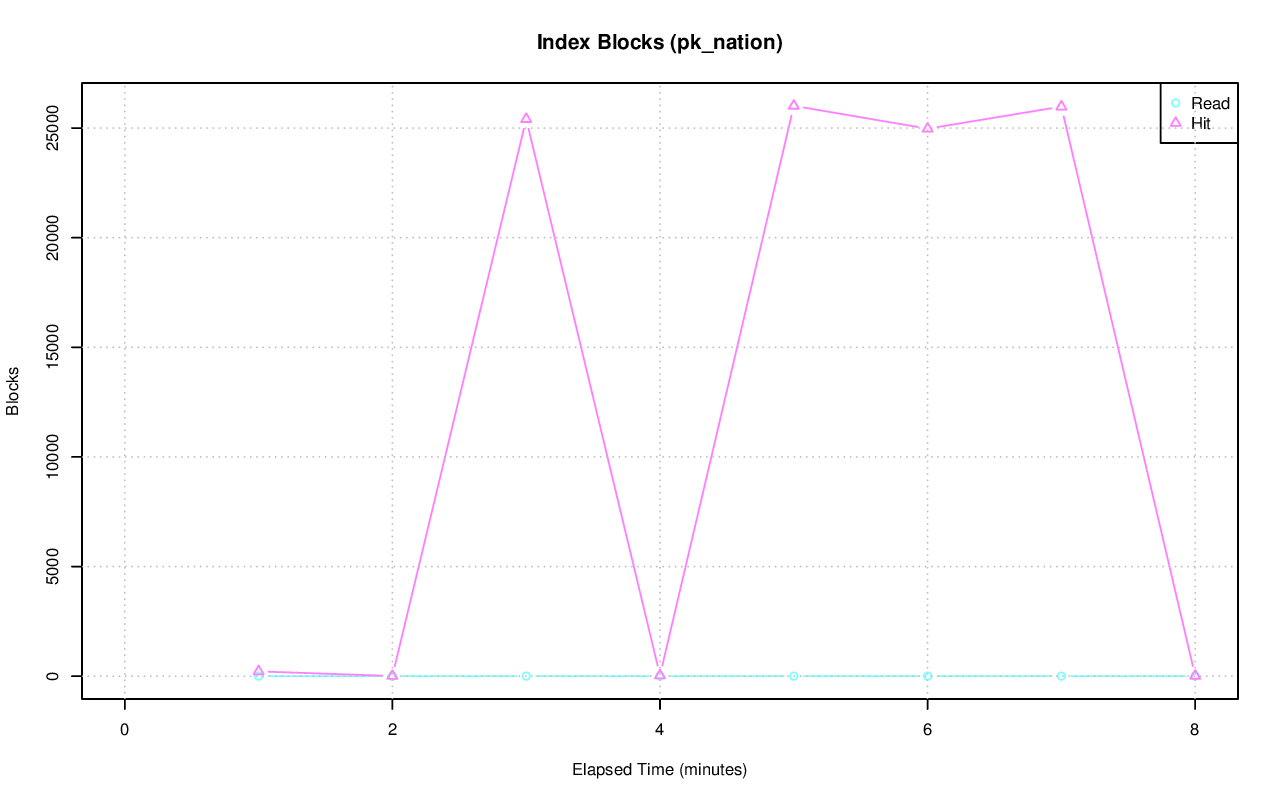 Index Blocks (pk_nation)
Read
Hit
25000
20000
15000
10000
5000
0
Blocks
0 2 4 6 8
Elapsed Time (minutes)